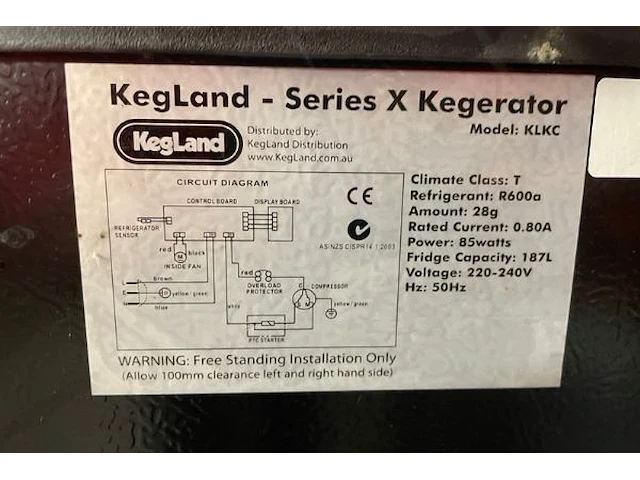 KegLand - Series X Kegerator
Model: KLKC
KegLand
Distributed by:
KegLand Distribution
www.KegLand.com.au
CIRCUIT DIAGRAM
CONTROL BOARD
DISPLAY BOARD
REFRIGERATOR
SENSOR
red
black
INSIDE FAN
L
brown
E
yellow/green
N
blue
red
OVERLOAD
PROTECTOR
white
C
COMPRESSOR
S M
yellow/green
PTC STARTER
CE
AS/NZS CISPR14.1:2003
Climate Class: T
Refrigerant: R600a
Amount: 28g
Rated Current: 0.80A
Power: 85watts
Fridge Capacity: 187L
Voltage: 220-240V
Hz: 50Hz
WARNING: Free Standing Installation Only
(Allow 100mm clearance left and right hand side)